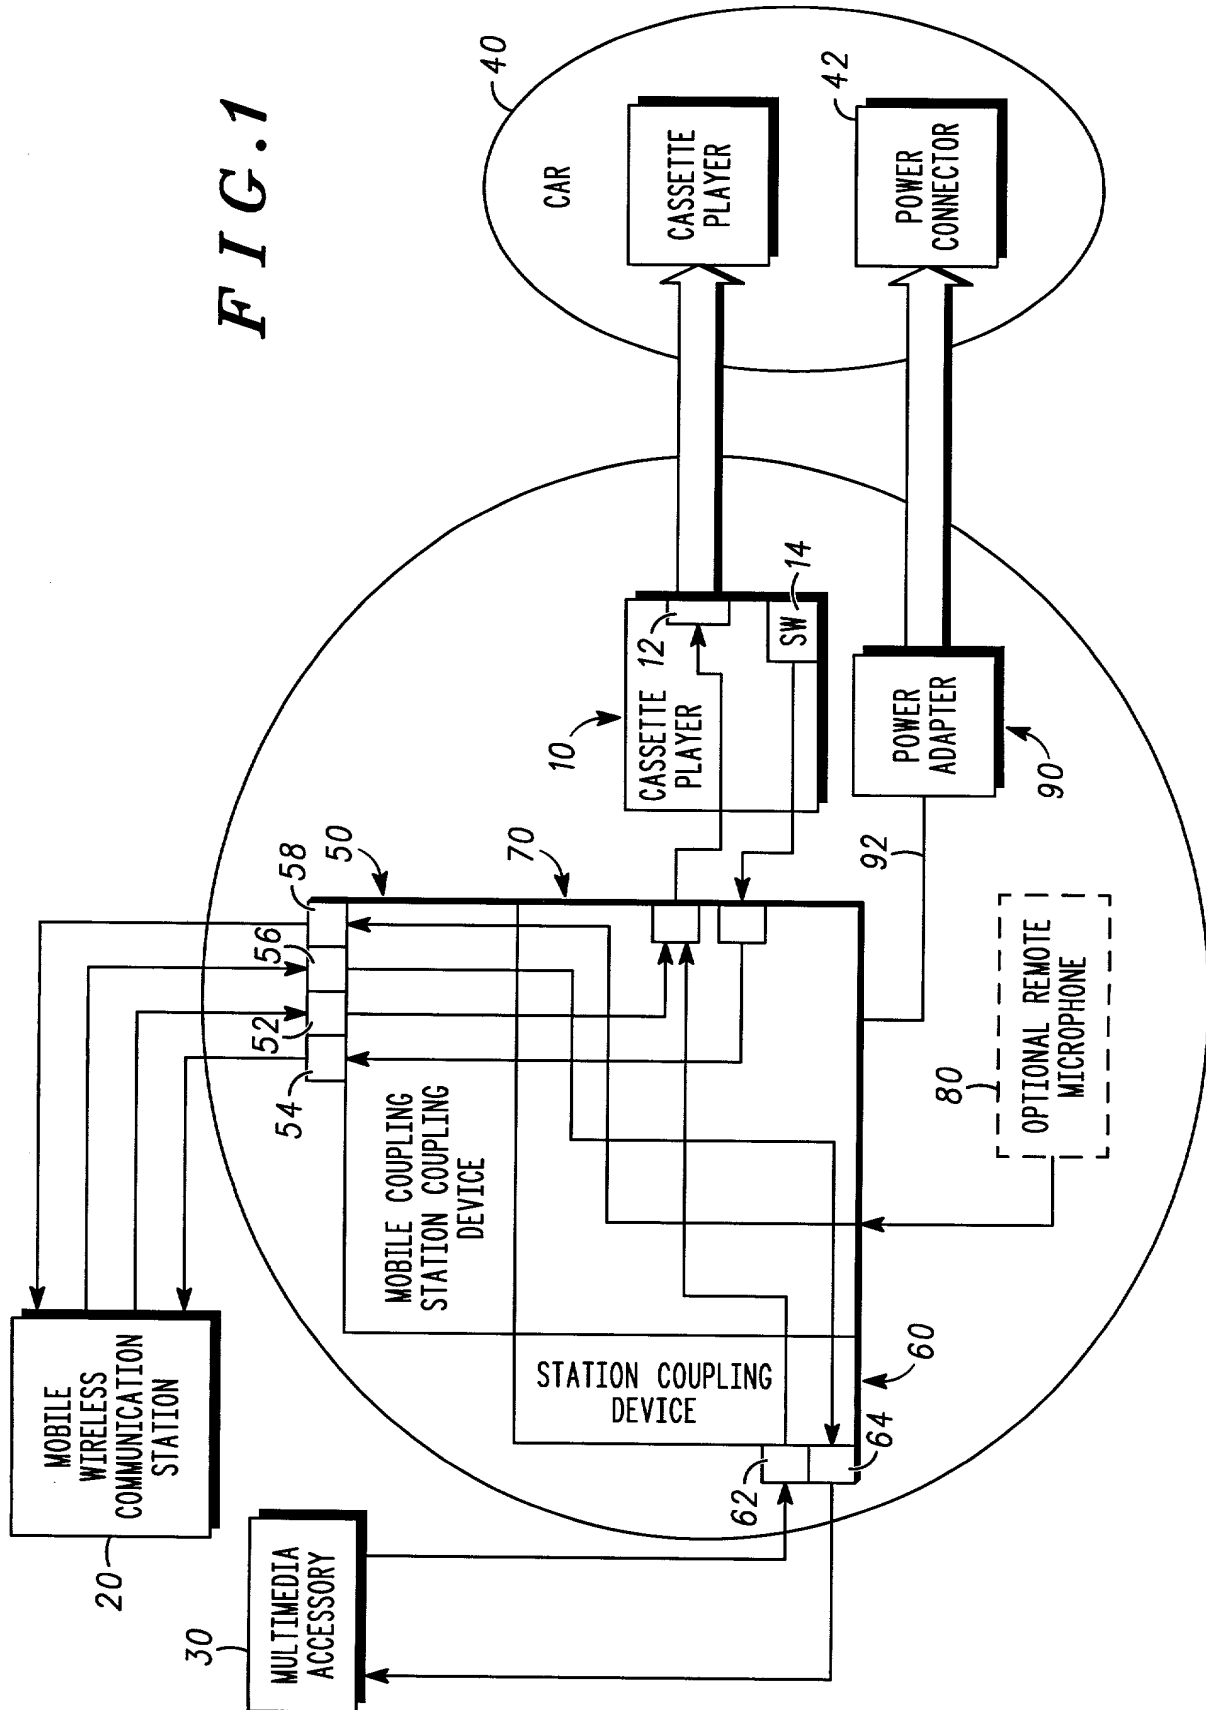 FIG.1
MOBILE
WIRELESS
COMMUNICATION
STATION
20
MULTIMEDIA
ACCESSORY
30
54
52
56
58
50
MOBILE COUPLING
STATION COUPLING
DEVICE
70
STATION COUPLING
DEVICE
62
64
60
10
CASSETTE
PLAYER
12
SW
14
92
POWER
ADAPTER
90
80
OPTIONAL REMOTE
MICROPHONE
40
CAR
CASSETTE
PLAYER
42
POWER
CONNECTOR